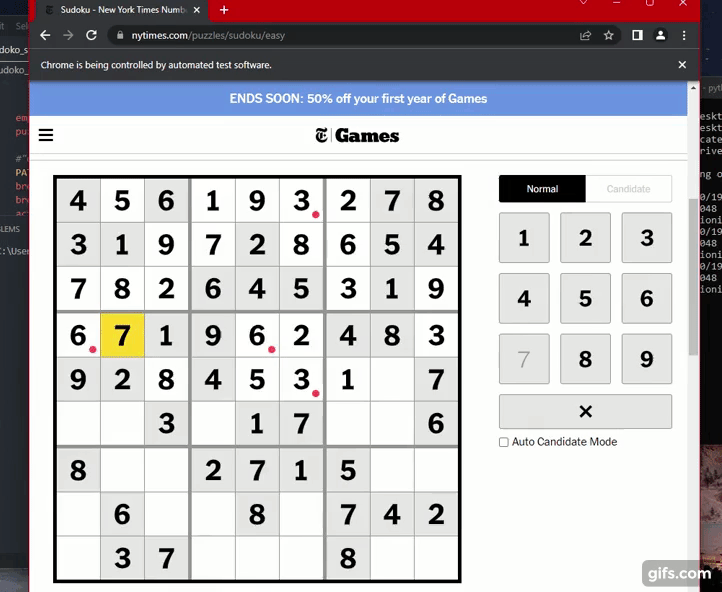 Sudoku - New York Times Numb
nytimes.com/puzzles/sudoku/easy
Chrome is being controlled by automated test software.
ENDS SOON: 50% off your first year of Games
Games
4 5 6 1 9 3 2 7 8
3 1 9 7 2 8 6 5 4
7 8 2 6 4 5 3 1 9
6 7 1 9 6 2 4 8 3
9 2 8 4 5 3 1 7
3 1 7 6
8 2 7 1 5
6 8 7 4 2
3 7 8
Normal Candidate
1 2 3
4 5 6
7 8 9
Auto Candidate Mode
gifs.com